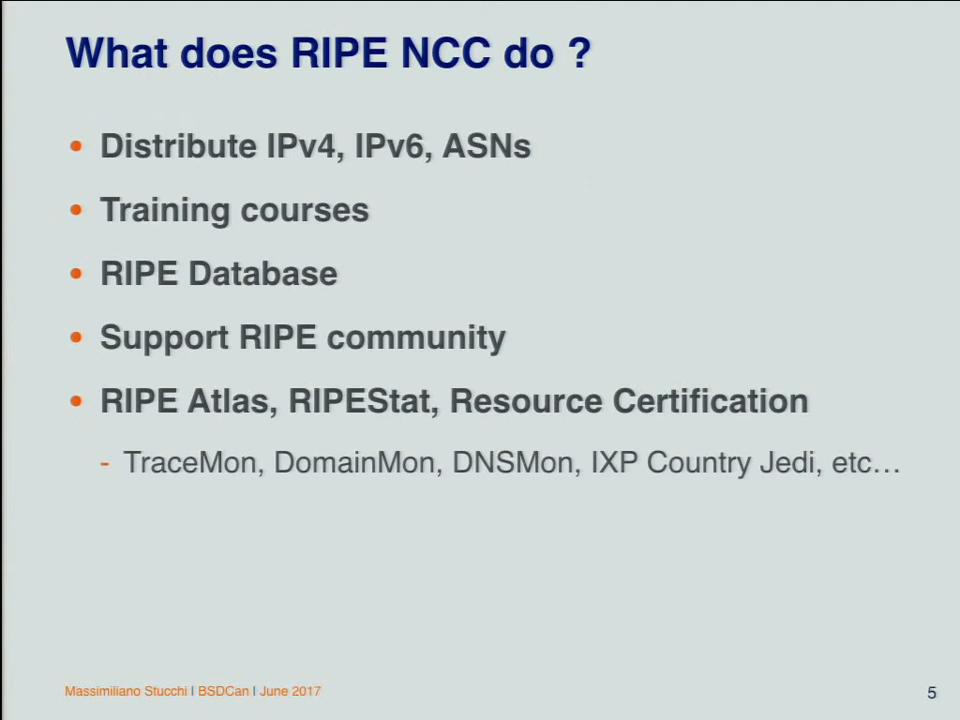 What does RIPE NCC do ?
• Distribute IPv4, IPv6, ASNs
• Training courses
• RIPE Database
• Support RIPE community
• RIPE Atlas, RIPEStat, Resource Certification
- TraceMon, DomainMon, DNSMon, IXP Country Jedi, etc…
Massimiliano Stucchi | BSDCan | June 2017
5